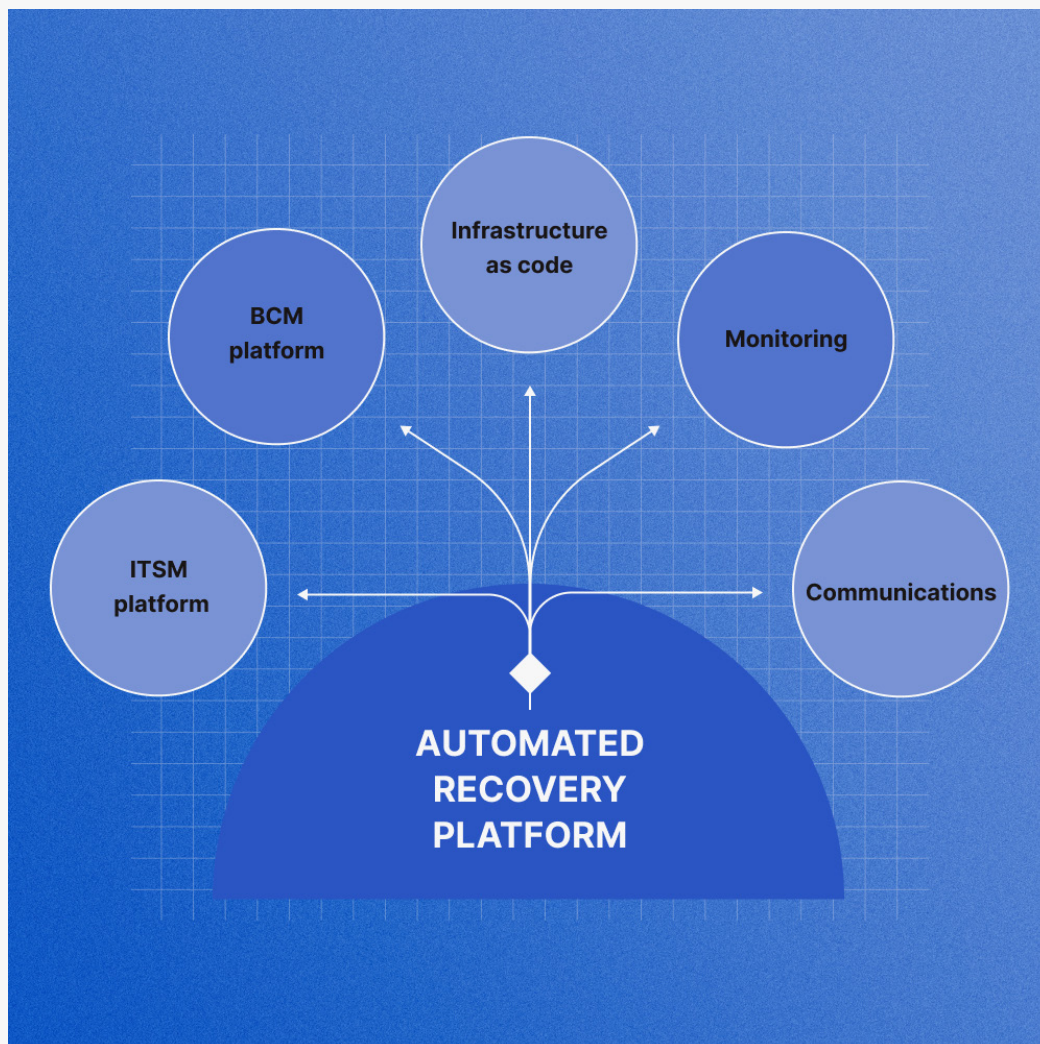 Infrastructure
as code
BCM
platform
Monitoring
ITSM
platform
Communications
AUTOMATED
RECOVERY
PLATFORM